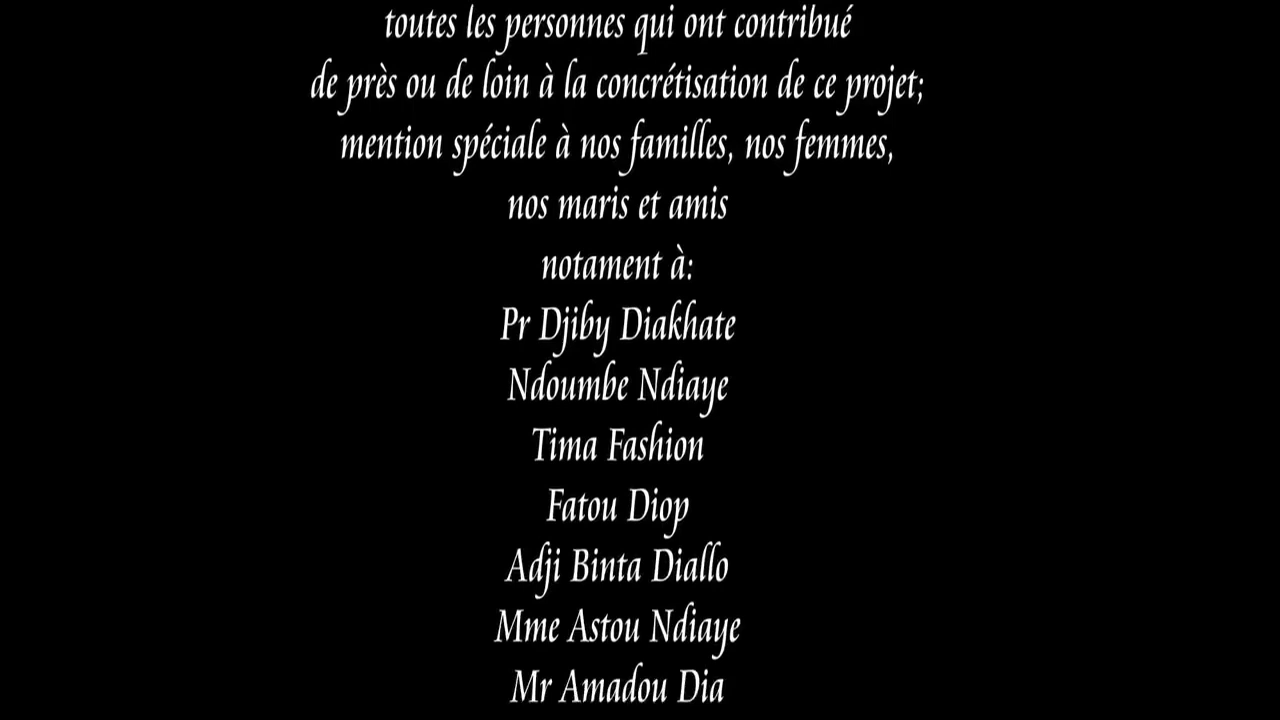 toutes les personnes qui ont contribué
de près ou de loin à la concrétisation de ce projet;
mention spéciale à nos familles, nos femmes,
nos maris et amis
notament à:
Pr Djiby Diakhate
Ndoumbe Ndiaye
Tima Fashion
Fatou Diop
Adji Binta Diallo
Mme Astou Ndiaye
Mr Amadou Dia